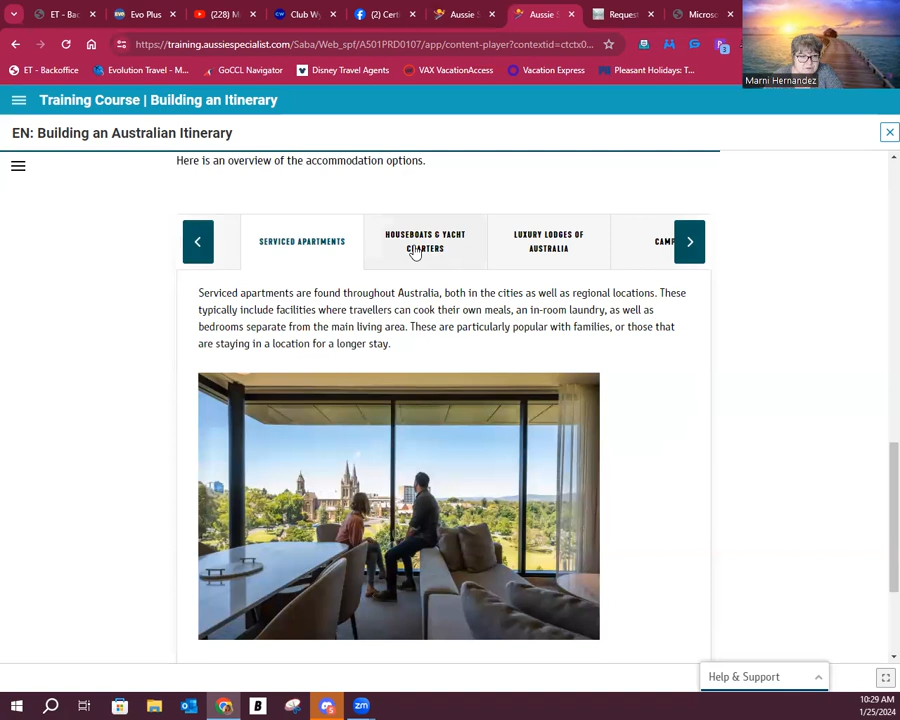 ET - Bac
Evo Plus
(228) M
Club W
(2) Cert
Aussie S
Aussie S
Request
Microso
https://training.aussiespecialist.com/Saba/Web_spf/A501PRD0107/app/content-player?contextid=ctctx0...
3
ET - Backoffice
Evolution Travel - M...
GoCCL Navigator
Disney Travel Agents
VAX VacationAccess
Vacation Express
Pleasant Holidays: T...
Marni Hernandez
Training Course | Building an Itinerary
EN: Building an Australian Itinerary
Here is an overview of the accommodation options.
SERVICED APARTMENTS
HOUSEBOATS & YACHT
CHARTERS
LUXURY LODGES OF
AUSTRALIA
CAMP
Serviced apartments are found throughout Australia, both in the cities as well as regional locations. These
typically include facilities where travellers can cook their own meals, an in-room laundry, as well as
bedrooms separate from the main living area. These are particularly popular with families, or those that
are staying in a location for a longer stay.
Help & Support
B
zm
10:29 AM
1/25/2024